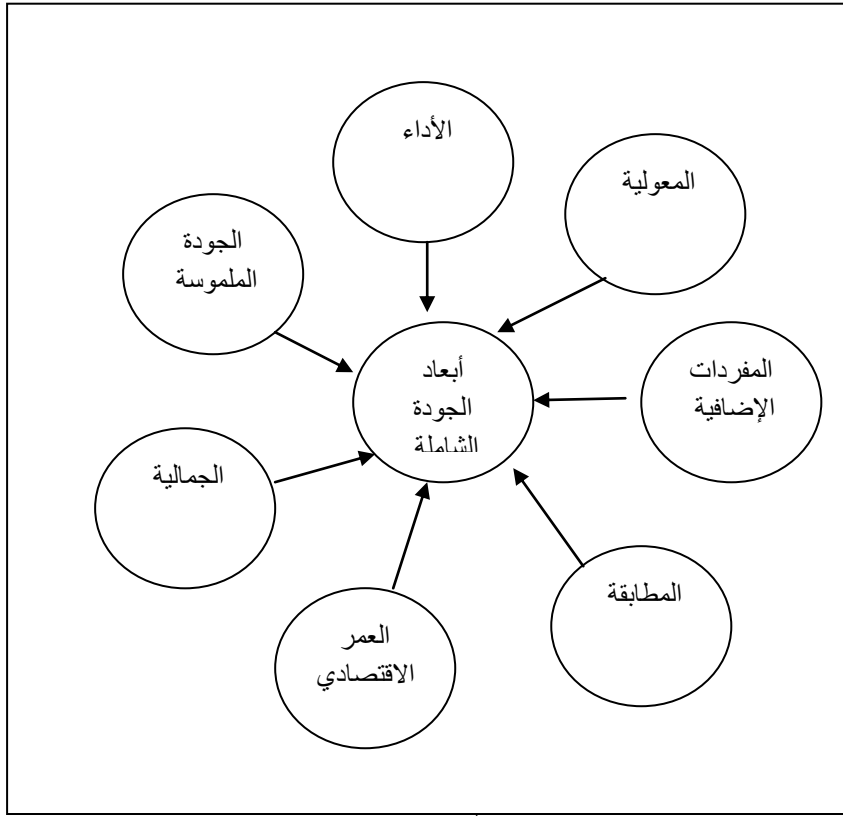 الأداء
المعولية
الجودة
الملموسة
أبعاد
الجودة
الشاملة
المفردات
الإضافية
الجمالية
المطابقة
العمر
الاقتصادي